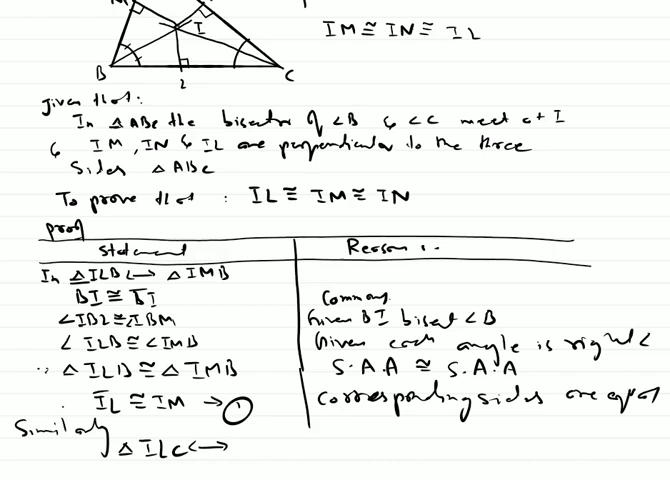 M
I
IM ≅ IN ≅ IL
B
L
C
Given that:
In △ABC the bisector of ∠B & ∠C meet at I
& IM, IN & IL are perpendicular to the three
Sides △ABC
To prove that : IL ≅ IM ≅ IN
proof
Statement Reason :-
In △ILB ⟷ △IMB
BI ≅ BI Common
∠IBL ≅ ∠IBM Given BI bisect ∠B
∠ILB ≅ ∠IMB Given each angle is right ∠
∴ △ILB ≅ △IMB S.A.A ≅ S.A.A
IL ≅ IM → ① Corresponding sides are equal
Similarly
△ILC ⟷